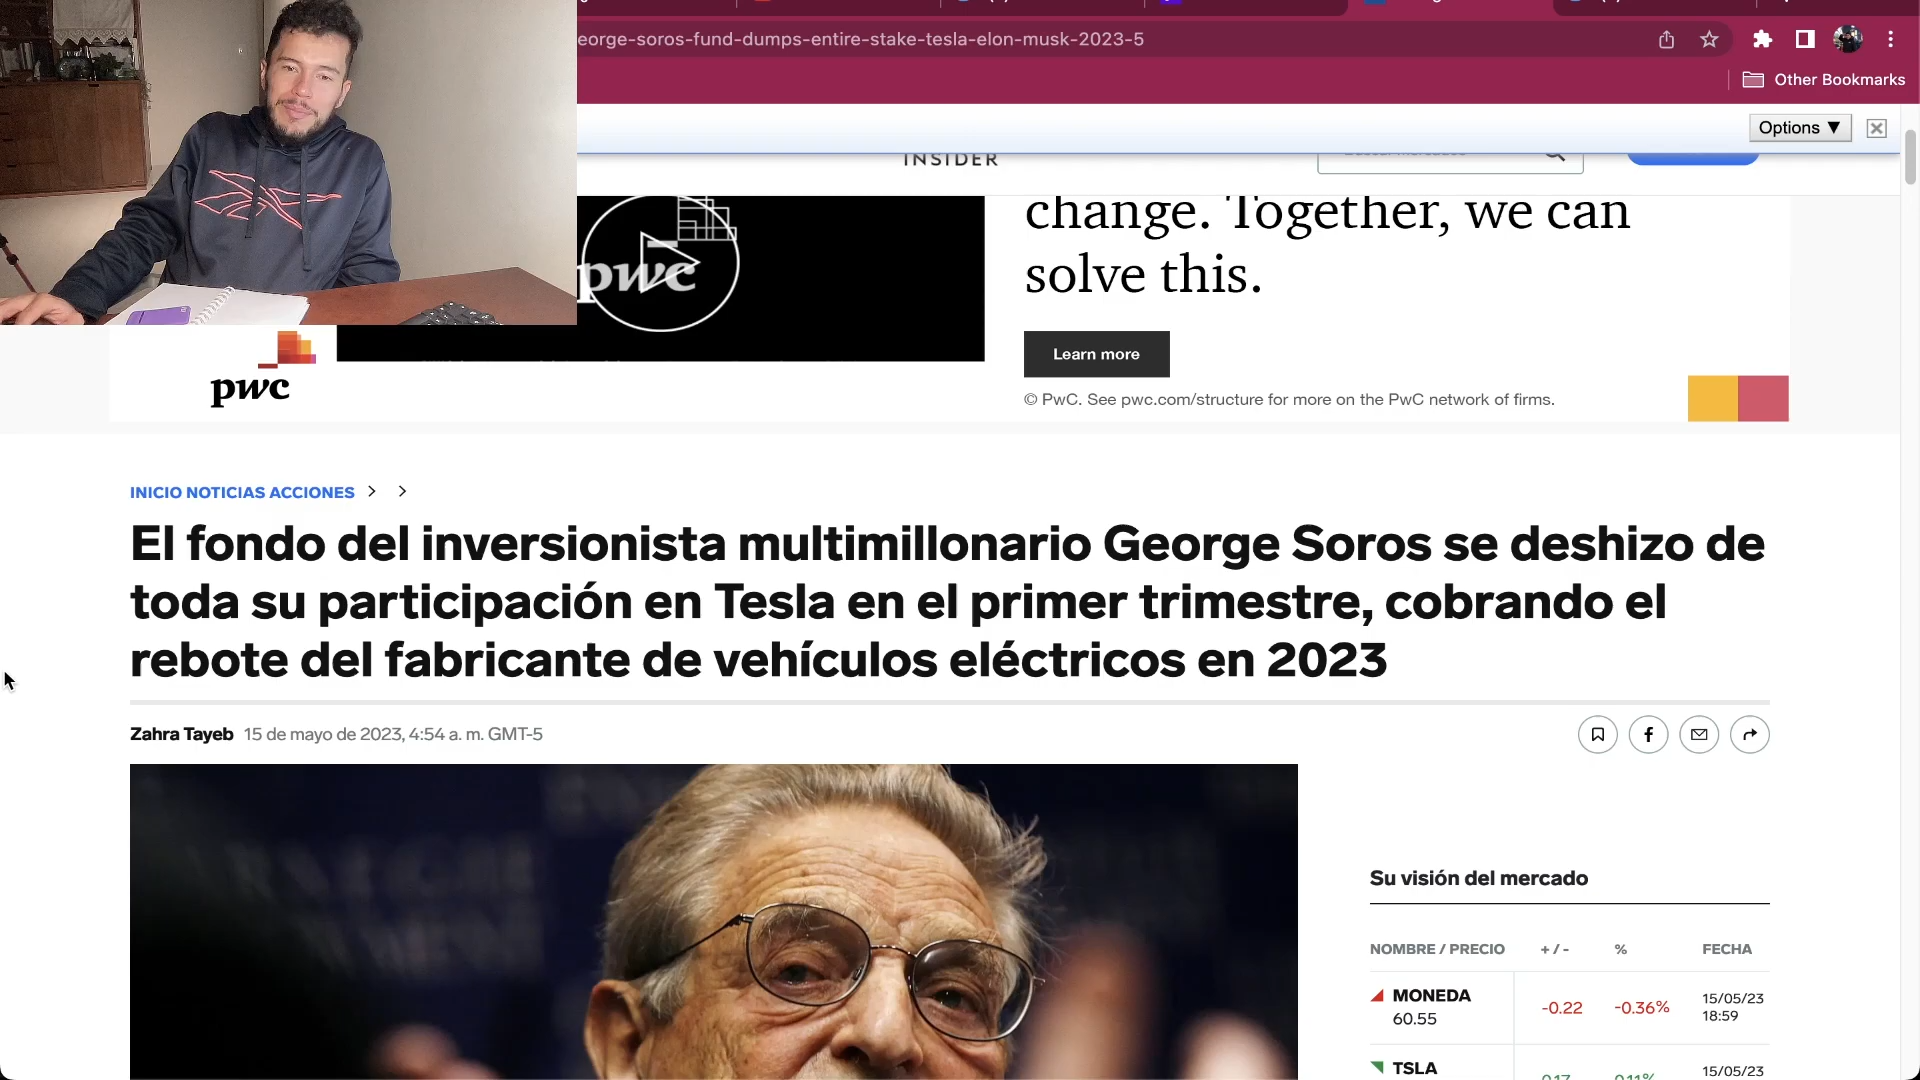 eorge-soros-fund-dumps-entire-stake-tesla-elon-musk-2023-5
Other Bookmarks
Options ▼
INSIDER
change. Together, we can
solve this.
pwc
Learn more
pwc
© PwC. See pwc.com/structure for more on the PwC network of firms.
INICIO NOTICIAS ACCIONES > >
El fondo del inversionista multimillonario George Soros se deshizo de
toda su participación en Tesla en el primer trimestre, cobrando el
rebote del fabricante de vehículos eléctricos en 2023
Zahra Tayeb 15 de mayo de 2023, 4:54 a. m. GMT-5
Su visión del mercado
NOMBRE / PRECIO + / - % FECHA
MONEDA
60.55
-0.22 -0.36%
15/05/23
18:59
TSLA
15/05/23